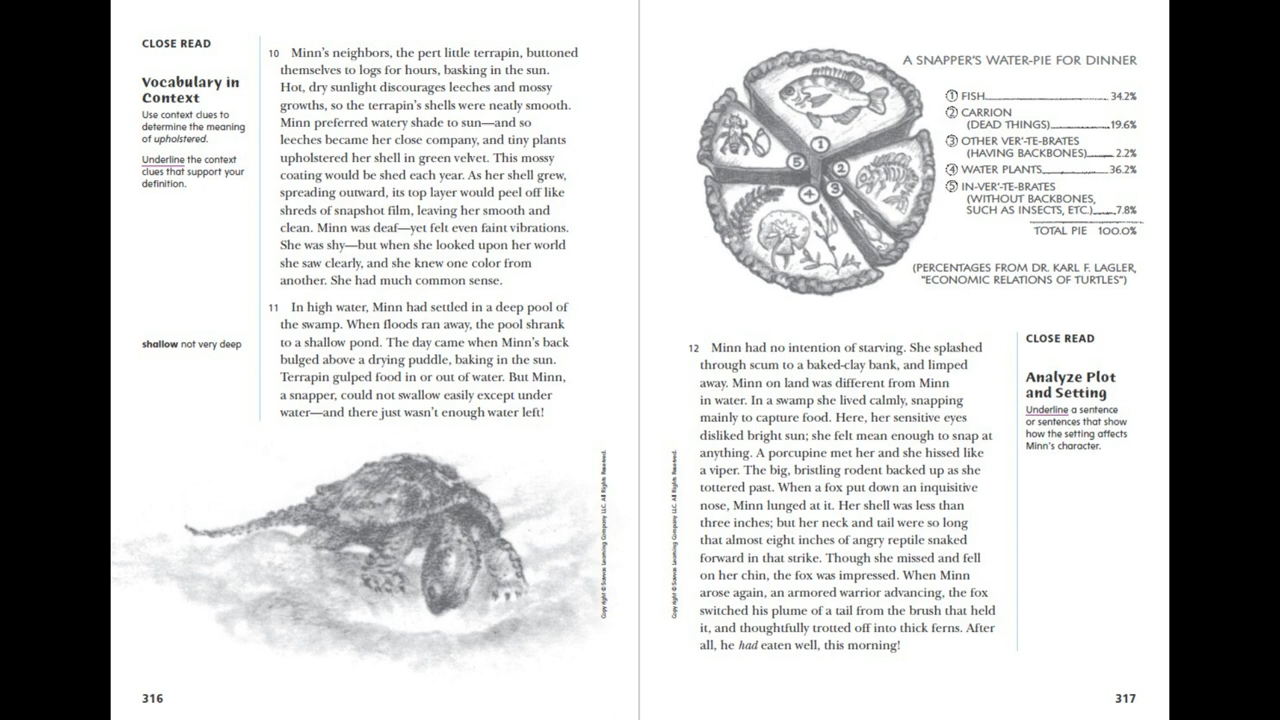 CLOSE READ
Vocabulary in
Context
Use context clues to
determine the meaning
of upholstered.
Underline the context
clues that support your
definition.
10 Minn's neighbors, the pert little terrapin, buttoned
themselves to logs for hours, basking in the sun.
Hot, dry sunlight discourages leeches and mossy
growths, so the terrapin's shells were neatly smooth.
Minn preferred watery shade to sun—and so
leeches became her close company, and tiny plants
upholstered her shell in green velvet. This mossy
coating would be shed each year. As her shell grew,
spreading outward, its top layer would peel off like
shreds of snapshot film, leaving her smooth and
clean. Minn was deaf—yet felt even faint vibrations.
She was shy—but when she looked upon her world
she saw clearly, and she knew one color from
another. She had much common sense.
11 In high water, Minn had settled in a deep pool of
the swamp. When floods ran away, the pool shrank
to a shallow pond. The day came when Minn's back
bulged above a drying puddle, baking in the sun.
Terrapin gulped food in or out of water. But Minn,
a snapper, could not swallow easily except under
water—and there just wasn't enough water left!
shallow not very deep
Copyright © Savvas Learning Company LLC. All Rights Reserved.
316
A SNAPPER'S WATER-PIE FOR DINNER
1 FISH 34.2%
2 CARRION
(DEAD THINGS) 19.6%
3 OTHER VER'-TE-BRATES
(HAVING BACKBONES) 2.2%
4 WATER PLANTS 36.2%
5 IN-VER'-TE-BRATES
(WITHOUT BACKBONES,
SUCH AS INSECTS, ETC.) 7.8%
TOTAL PIE 100.0%
(PERCENTAGES FROM DR. KARL F. LAGLER,
"ECONOMIC RELATIONS OF TURTLES")
1
2
3
4
5
12 Minn had no intention of starving. She splashed
through scum to a baked-clay bank, and limped
away. Minn on land was different from Minn
in water. In a swamp she lived calmly, snapping
mainly to capture food. Here, her sensitive eyes
disliked bright sun; she felt mean enough to snap at
anything. A porcupine met her and she hissed like
a viper. The big, bristling rodent backed up as she
tottered past. When a fox put down an inquisitive
nose, Minn lunged at it. Her shell was less than
three inches; but her neck and tail were so long
that almost eight inches of angry reptile snaked
forward in that strike. Though she missed and fell
on her chin, the fox was impressed. When Minn
arose again, an armored warrior advancing, the fox
switched his plume of a tail from the brush that held
it, and thoughtfully trotted off into thick ferns. After
all, he had eaten well, this morning!
CLOSE READ
Analyze Plot
and Setting
Underline a sentence
or sentences that show
how the setting affects
Minn's character.
Copyright © Savvas Learning Company LLC. All Rights Reserved.
317